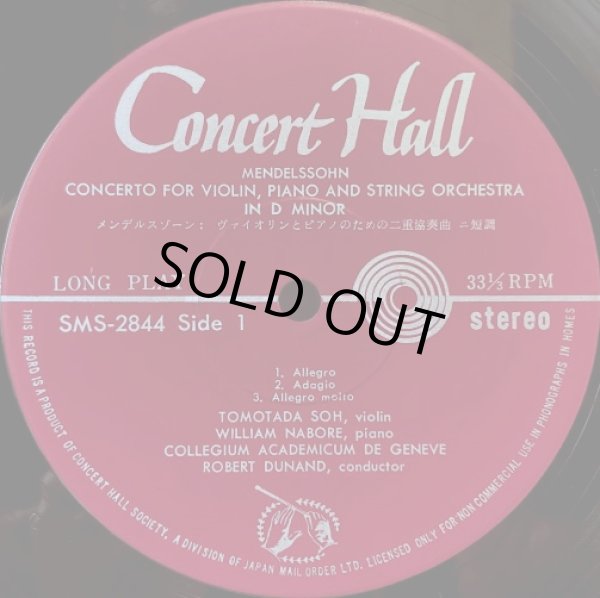 Concert Hall
MENDELSSOHN
CONCERTO FOR VIOLIN, PIANO AND STRING ORCHESTRA
IN D MINOR
メンデルスゾーン： ヴァイオリンとピアノのための二重協奏曲 ニ短調
LONG PLAY
33⅓ RPM
SOLD OUT
SMS-2844 Side 1
stereo
1. Allegro
2. Adagio
3. Allegro molto
TOMOTADA SOH, violin
WILLIAM NABORE, piano
COLLEGIUM ACADEMICUM DE GENEVE
ROBERT DUNAND, conductor
THIS RECORD IS A PRODUCT OF CONCERT HALL SOCIETY, A DIVISION OF JAPAN MAIL ORDER LTD. LICENSED ONLY FOR NON COMMERCIAL USE IN PHONOGRAPHS IN HOMES